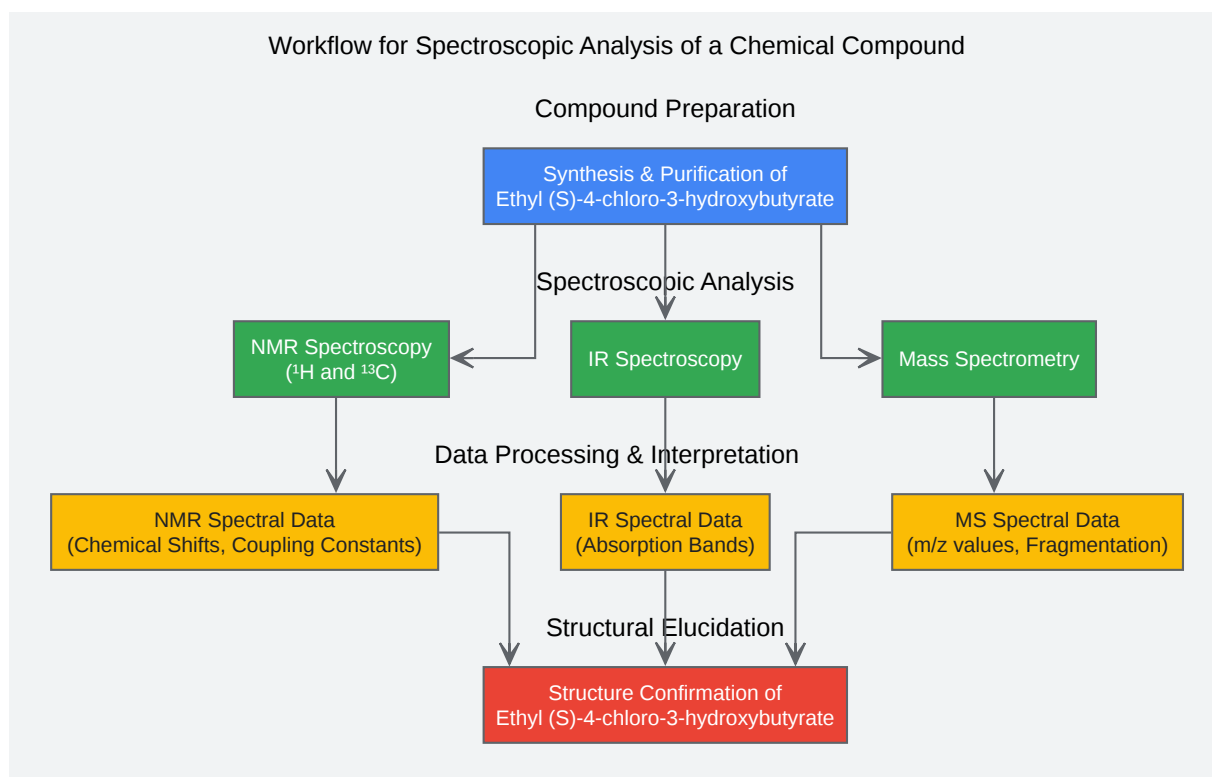 Workflow for Spectroscopic Analysis of a Chemical Compound
Compound Preparation
Synthesis & Purification of
Ethyl (S)-4-chloro-3-hydroxybutyrate
Spectroscopic Analysis
NMR Spectroscopy
(¹H and ¹³C)
IR Spectroscopy
Mass Spectrometry
Data Processing & Interpretation
NMR Spectral Data
(Chemical Shifts, Coupling Constants)
IR Spectral Data
(Absorption Bands)
MS Spectral Data
(m/z values, Fragmentation)
Structural Elucidation
Structure Confirmation of
Ethyl (S)-4-chloro-3-hydroxybutyrate